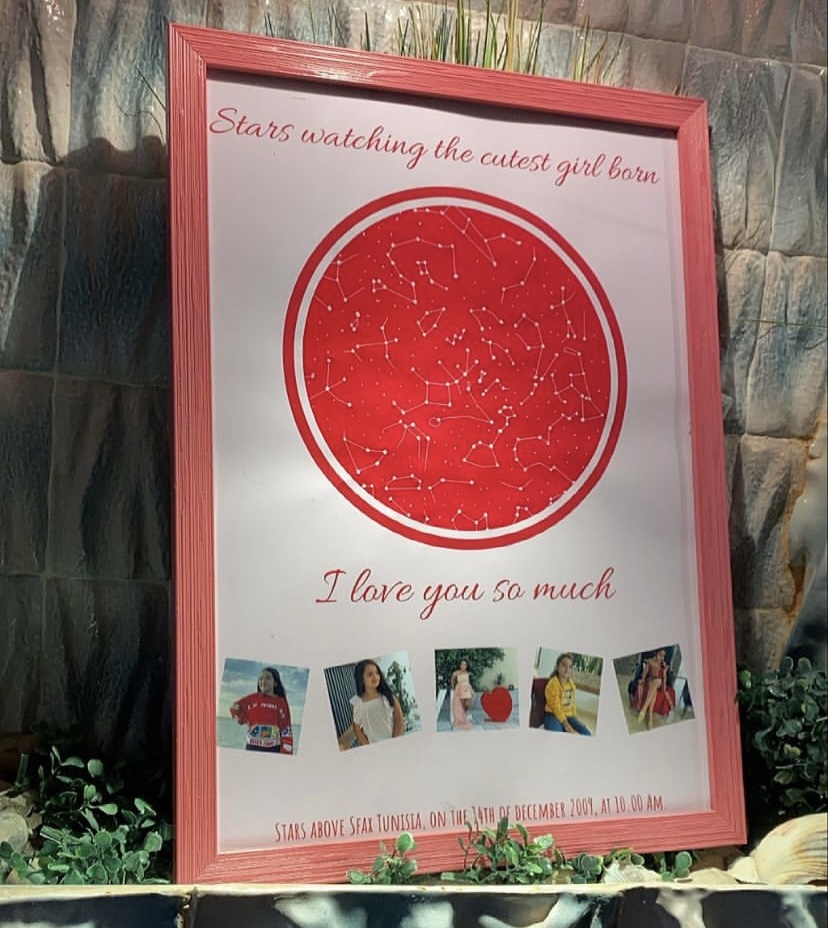 Stars watching the cutest girl born
I love you so much
Stars above Sfax Tunisia, on the 14th of december 2009, at 10:00 Am.